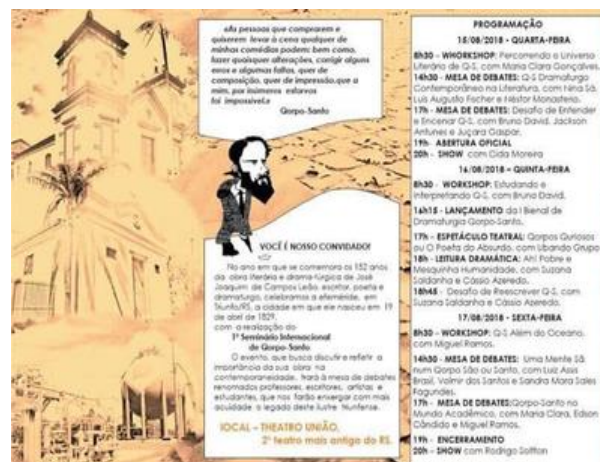 «As pessoas que comprarem e
quizerem levar à cena qualquer de
minhas comédias podem; bem como,
fazer quaisquer alterações, corrigir alguns
erros e algumas faltas, quer de
composição, quer de impressão,que a
mim, por inúmeros estorvos
foi impossível.»
Qorpo-Santo
VOCÊ É NOSSO CONVIDADO!
No ano em que se comemora os 152 anos
da obra literária e drama-túrgica de José
Joaquim de Campos Leão, escritor, poeta e
dramaturgo, celebramos a efeméride, em
Triunfo/RS, a cidade em que ele nasceu em 19
de abril de 1829,
com a realização do
1º Seminário Internacional
de Qorpo-Santo
O evento, que busca discutir e refletir a
importância da sua obra na
contemporaneidade, trará à mesa de debates
renomados professores, escritores, artistas e
estudantes, que nos farão enxergar com mais
acuidade o legado deste ilustre triunfense.
LOCAL – THEATRO UNIÃO,
2º teatro mais antigo do RS.
PROGRAMAÇÃO
15/08/2018 - QUARTA-FEIRA
8h30 - WHORKSHOP: Percorrendo o Universo
Literário de Q-S, com Maria Clara Gonçalves.
14h30 - MESA DE DEBATES: Q-S Dramaturgo
Contemporâneo na Literatura, com Nina Sá,
Luis Augusto Fischer e Héstor Monasterio.
17h - MESA DE DEBATES: Desafio de Entender
e Encenar Q-S, com Bruno David, Jackson
Antunes e Juçara Gaspar.
19h - ABERTURA OFICIAL
20h - SHOW com Cida Moreira
16/08/2018 - QUINTA-FEIRA
8h30 - WORKSHOP: Estudando e
Interpretando Q-S, com Bruno David.
16h15 - LANÇAMENTO da I Bienal de
Dramaturgia Qorpo-Santo.
17h - ESPETÁCULO TEATRAL: Qorpos Quriosos
ou O Poeta do Absurdo, com Ubando Grupo
18h - LEITURA DRAMÁTICA: Ah! Pobre e
Mesquinha Humanidade, com Suzana
Saldanha e Cássio Azeredo.
18h45 - Desafio de Reescrever Q-S, com
Suzana Saldanha e Cássio Azeredo.
17/08/2018 - SEXTA-FEIRA
8h30 - WORKSHOP: Q-S Além do Oceano,
com Miguel Ramos.
14h30 - MESA DE DEBATES: Uma Mente Sã
num Qorpo São ou Santo, com Luiz Assis
Brasil, Valmir dos Santos e Sandra Mara Sales
Fagundes.
17h - MESA DE DEBATES:Qorpo-Santo no
Mundo Acadêmico, com Maria Clara, Edson
Cândido e Miguel Ramos.
19h - ENCERRAMENTO
20h - SHOW com Rodrigo Solfton